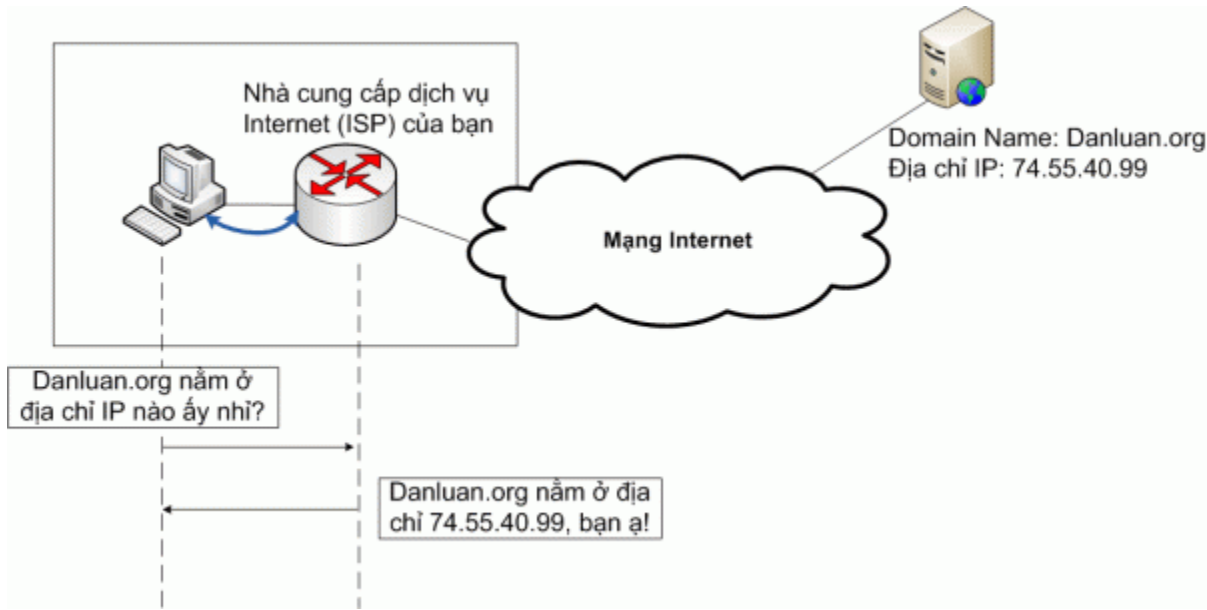 Nhà cung cấp dịch vụ
Internet (ISP) của bạn
Domain Name: Danluan.org
Địa chỉ IP: 74.55.40.99
Mạng Internet
Danluan.org nằm ở
địa chỉ IP nào ấy nhỉ?
Danluan.org nằm ở địa
chỉ 74.55.40.99, bạn ạ!